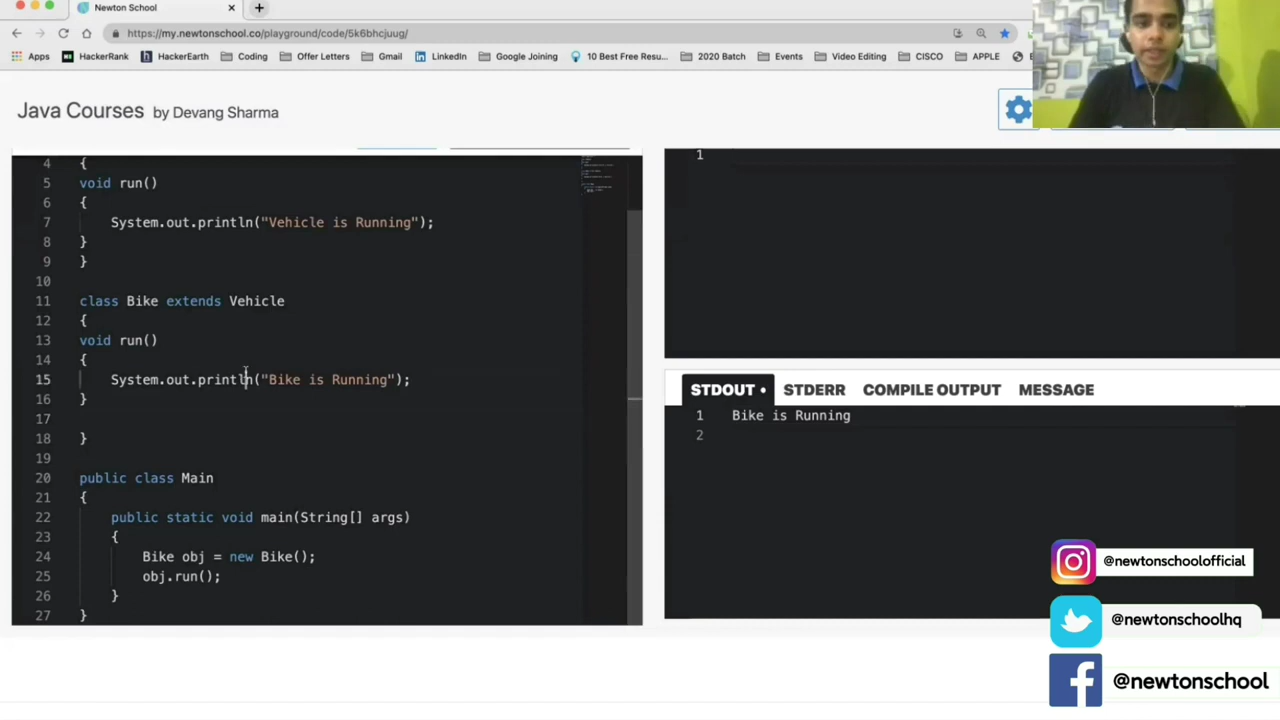 Newton School
https://my.newtonschool.co/playground/code/5k6bhcjuug/
Apps HackerRank HackerEarth Coding Offer Letters Gmail LinkedIn Google Joining 10 Best Free Resu... 2020 Batch Events Video Editing CISCO APPLE
Java Courses by Devang Sharma
4 {
5 void run()
6 {
7 System.out.println("Vehicle is Running");
8 }
9 }
10
11 class Bike extends Vehicle
12 {
13 void run()
14 {
15 System.out.println("Bike is Running");
16 }
17
18 }
19
20 public class Main
21 {
22 public static void main(String[] args)
23 {
24 Bike obj = new Bike();
25 obj.run();
26 }
27 }
1
STDOUT • STDERR COMPILE OUTPUT MESSAGE
1 Bike is Running
2
@newtonschoolofficial
@newtonschoolhq
@newtonschool